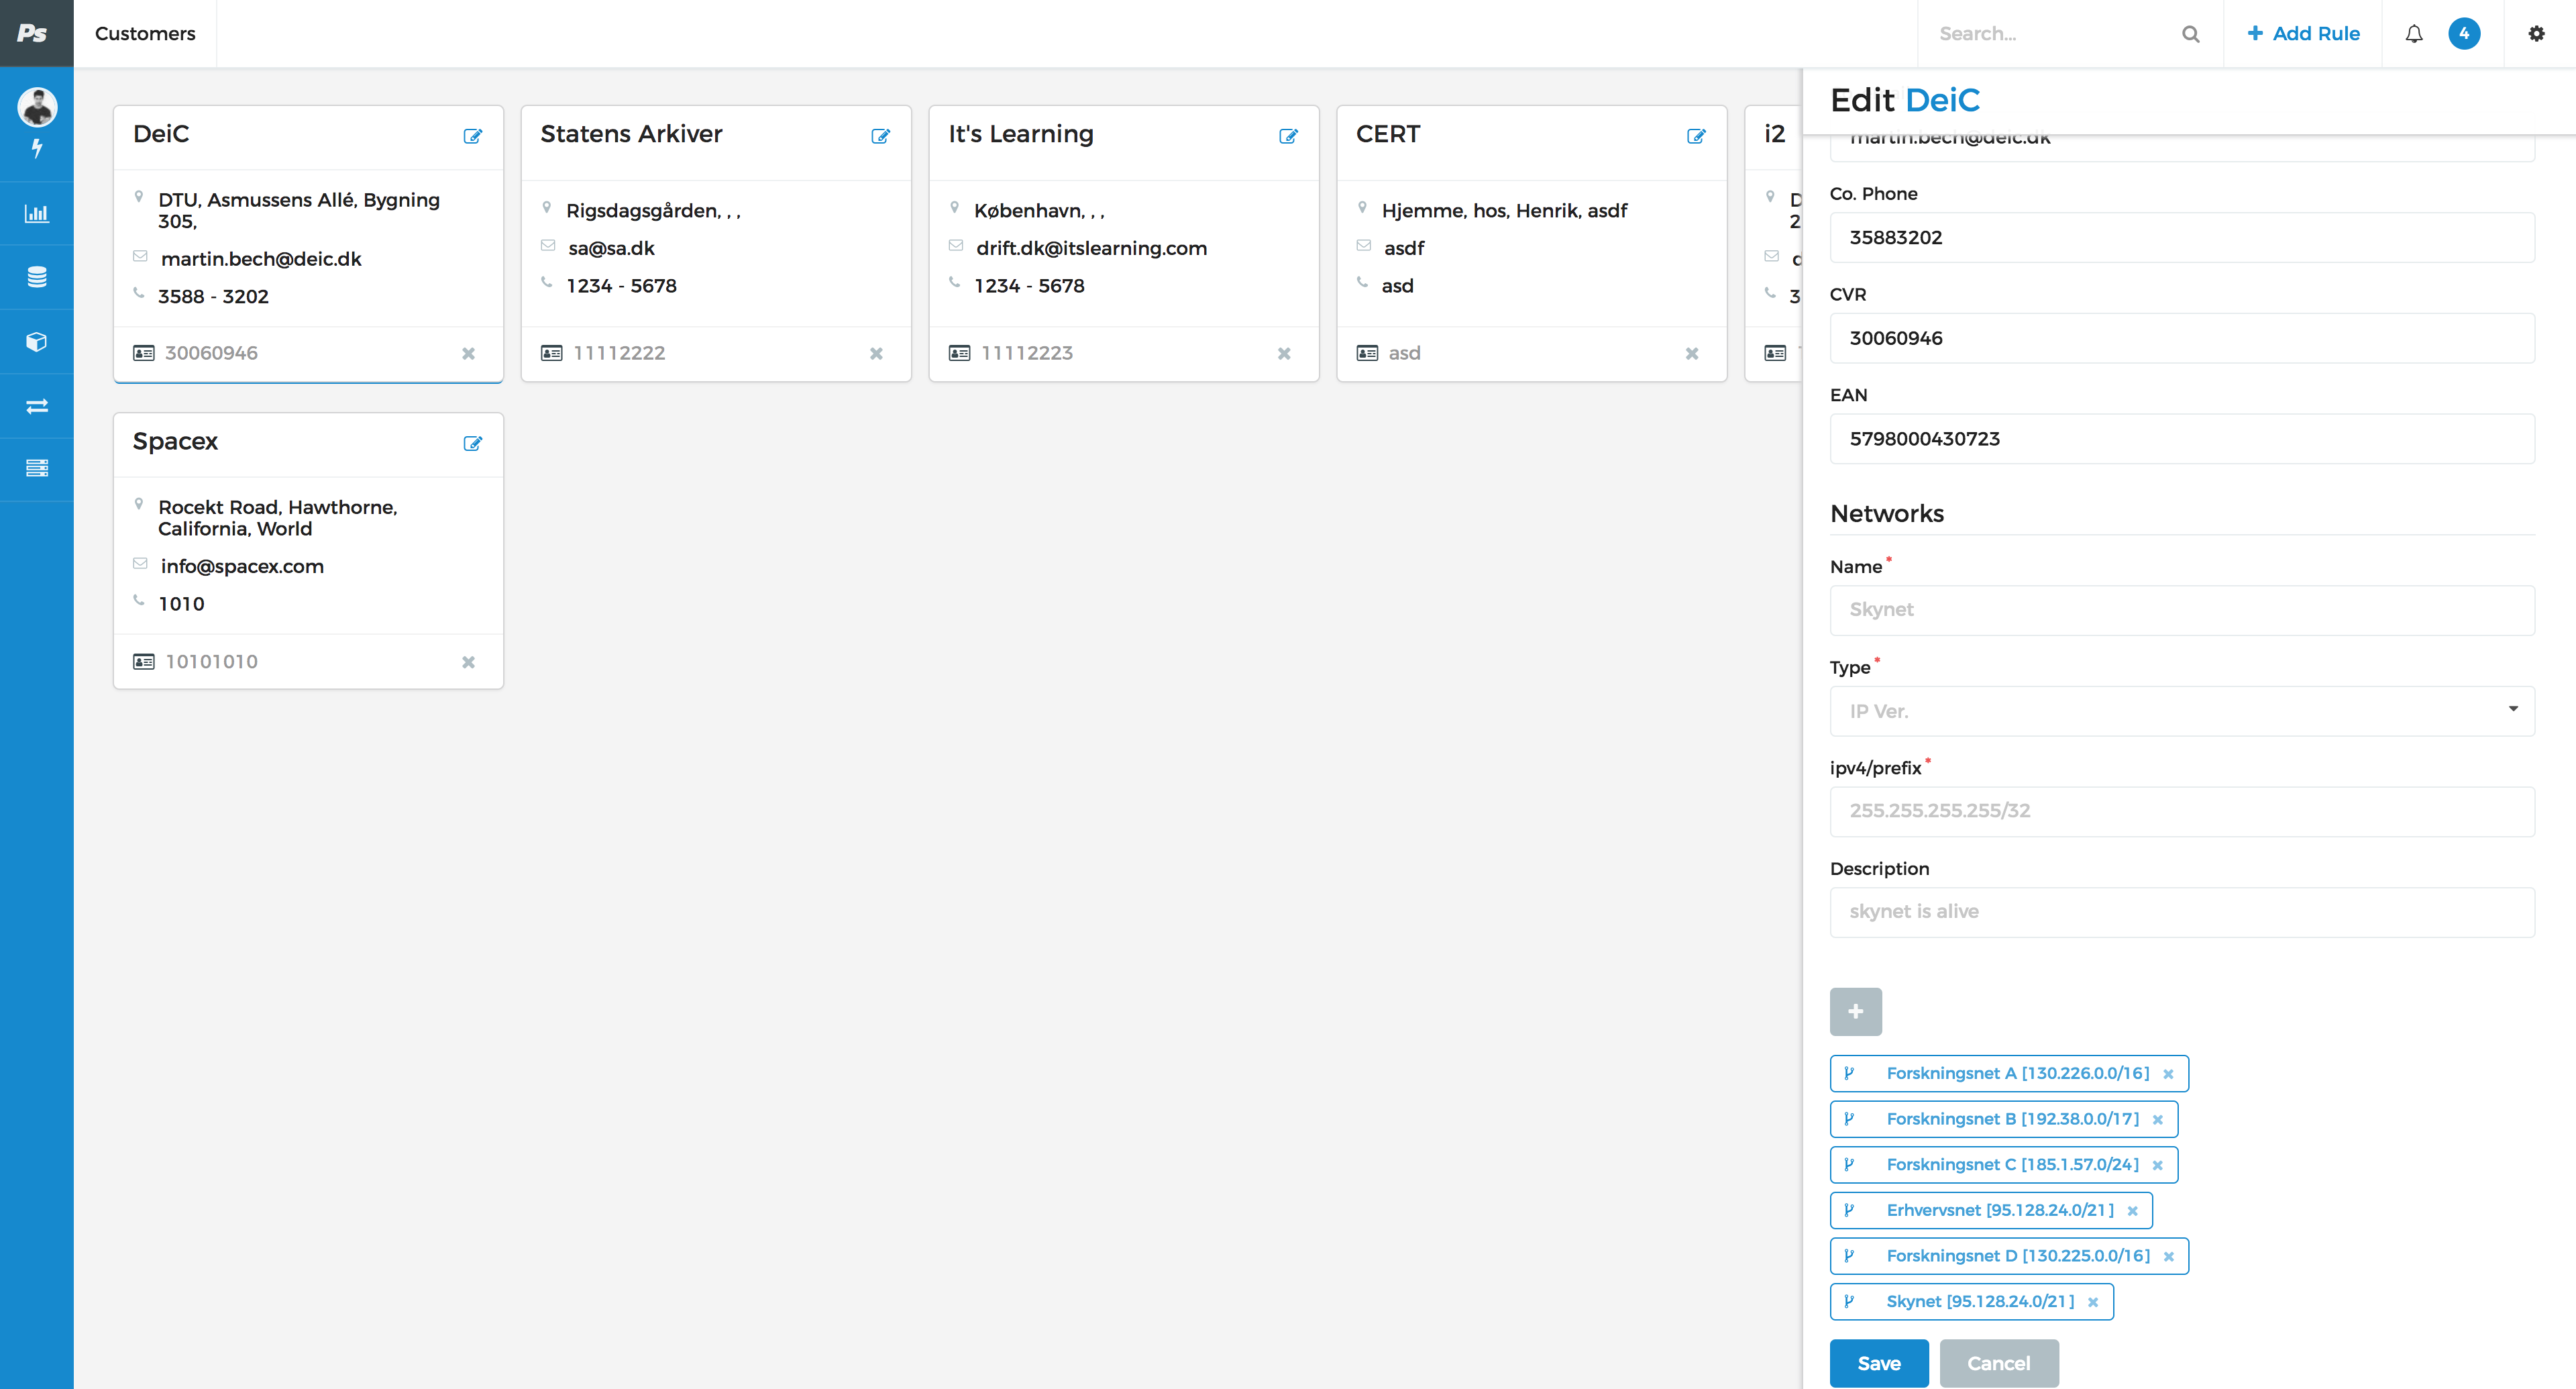 Ps
Customers
Search...
Add Rule
4
DeiC
DTU, Asmussens Allé, Bygning
305,
martin.bech@deic.dk
3588 - 3202
30060946
Statens Arkiver
Rigsdagsgården, , ,
sa@sa.dk
1234 - 5678
11112222
It's Learning
København, , ,
drift.dk@itslearning.com
1234 - 5678
11112223
CERT
Hjemme, hos, Henrik, asdf
asdf
asd
asd
i2
Spacex
Rocekt Road, Hawthorne,
California, World
info@spacex.com
1010
10101010
Edit DeiC
martin.bech@deic.dk
Co. Phone
35883202
CVR
30060946
EAN
5798000430723
Networks
Name*
Skynet
Type*
IP Ver.
ipv4/prefix*
255.255.255.255/32
Description
skynet is alive
Forskningsnet A [130.226.0.0/16]
Forskningsnet B [192.38.0.0/17]
Forskningsnet C [185.1.57.0/24]
Erhvervsnet [95.128.24.0/21]
Forskningsnet D [130.225.0.0/16]
Skynet [95.128.24.0/21]
Save
Cancel